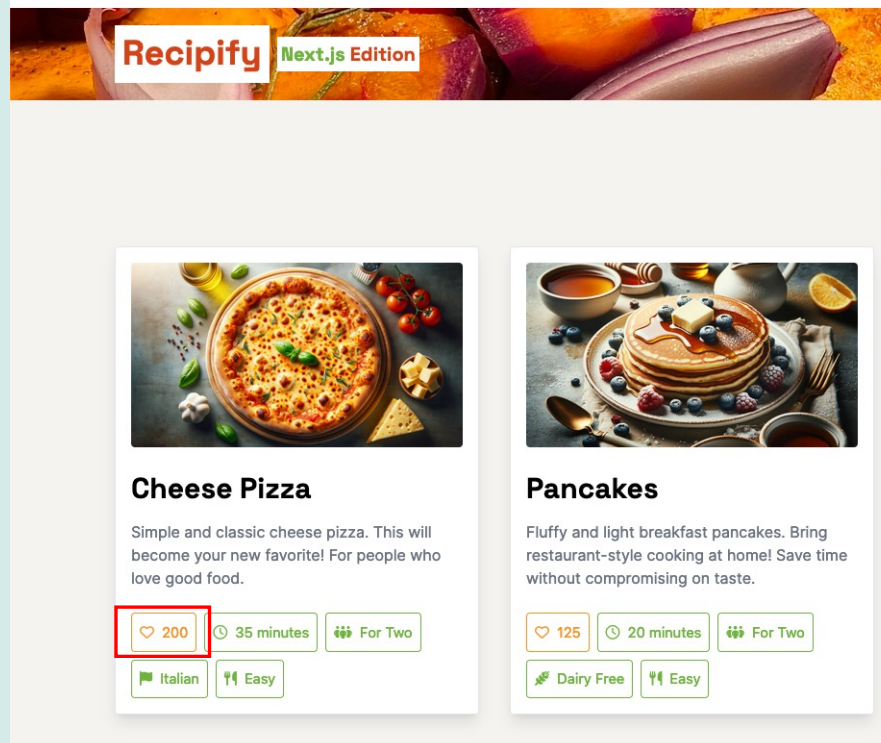 Recipify Next.js Edition
Cheese Pizza
Simple and classic cheese pizza. This will
become your new favorite! For people who
love good food.
200 35 minutes For Two
Italian Easy
Pancakes
Fluffy and light breakfast pancakes. Bring
restaurant-style cooking at home! Save time
without compromising on taste.
125 20 minutes For Two
Dairy Free Easy